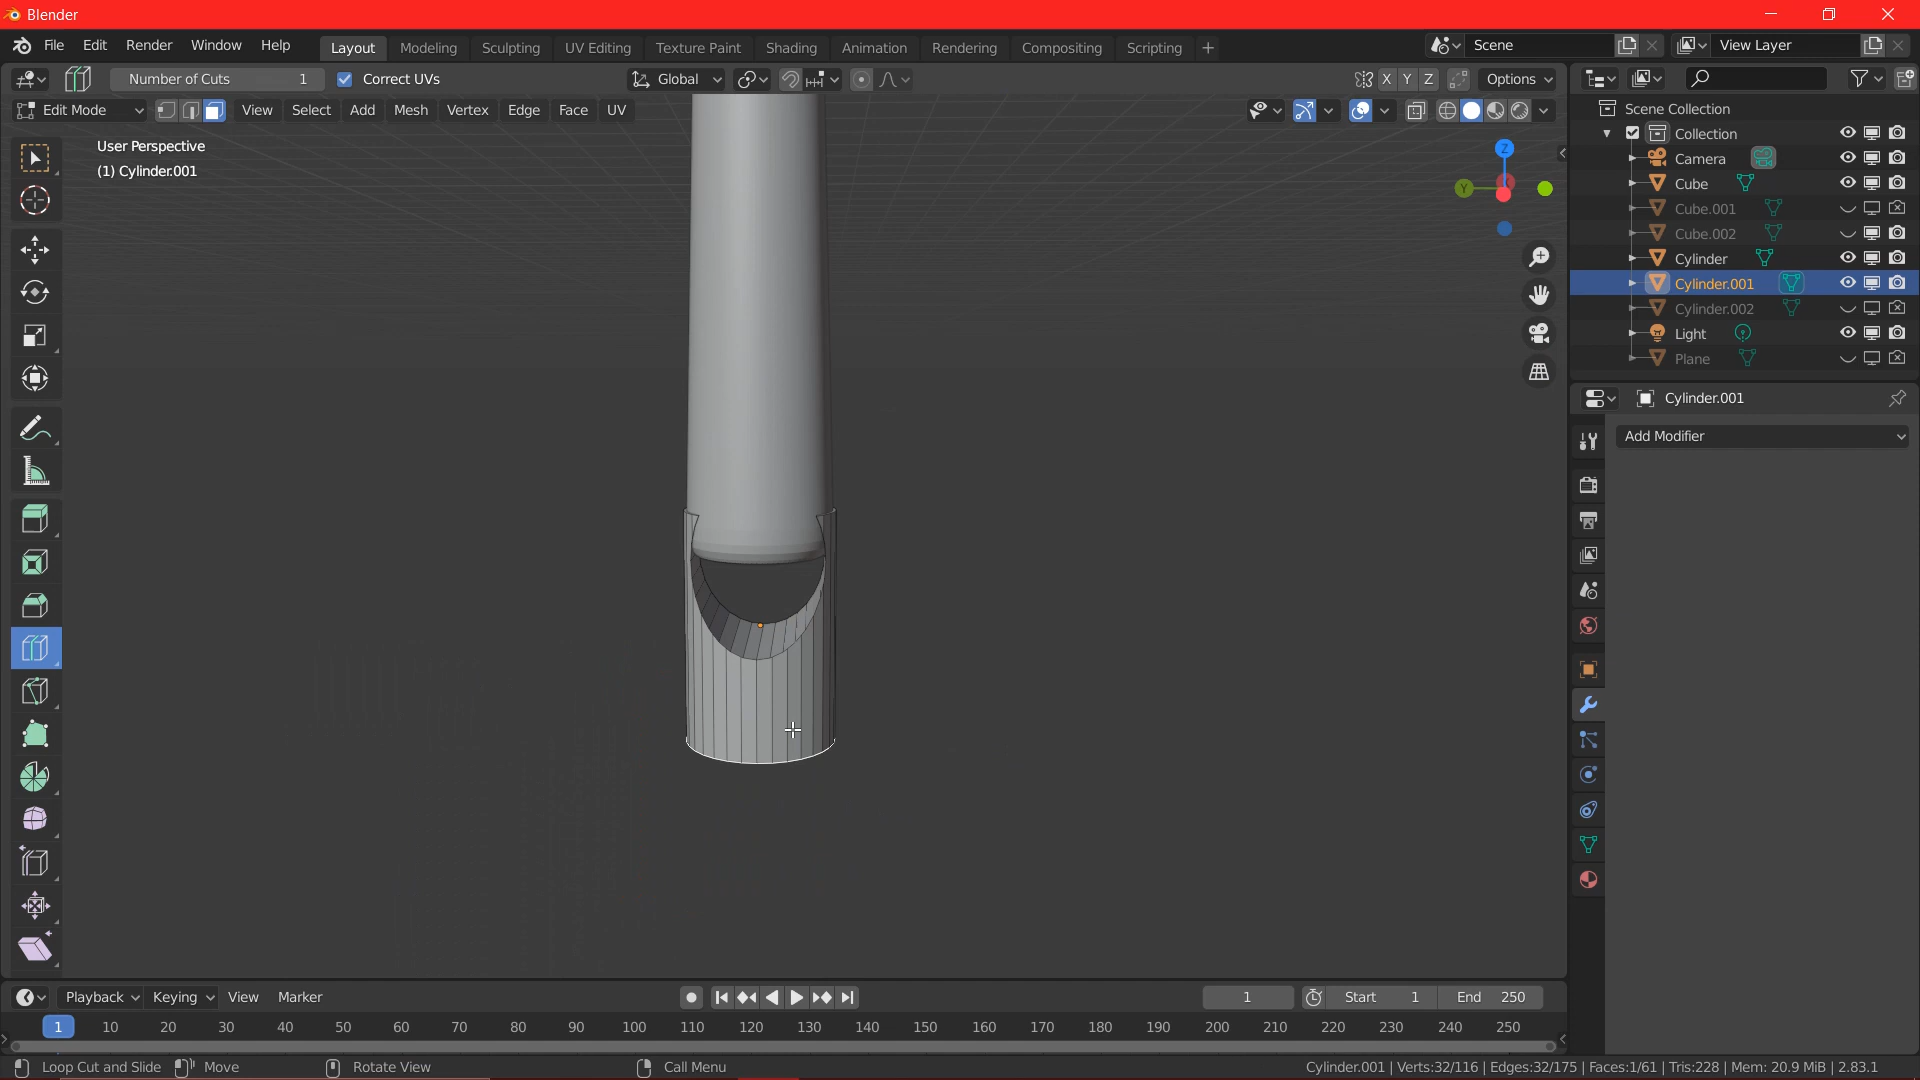 Blender
File Edit Render Window Help Layout Modeling Sculpting UV Editing Texture Paint Shading Animation Rendering Compositing Scripting + Scene View Layer
Number of Cuts 1 Correct UVs Global X Y Z Options
Edit Mode View Select Add Mesh Vertex Edge Face UV
User Perspective
(1) Cylinder.001
Z
Y
Scene Collection
Collection
Camera
Cube
Cube.001
Cube.002
Cylinder
Cylinder.001
Cylinder.002
Light
Plane
Cylinder.001
Add Modifier
Playback Keying View Marker 1 Start 1 End 250
1 10 20 30 40 50 60 70 80 90 100 110 120 130 140 150 160 170 180 190 200 210 220 230 240 250
Loop Cut and Slide Move Rotate View Call Menu Cylinder.001 | Verts:32/116 | Edges:32/175 | Faces:1/61 | Tris:228 | Mem: 20.9 MiB | 2.83.1